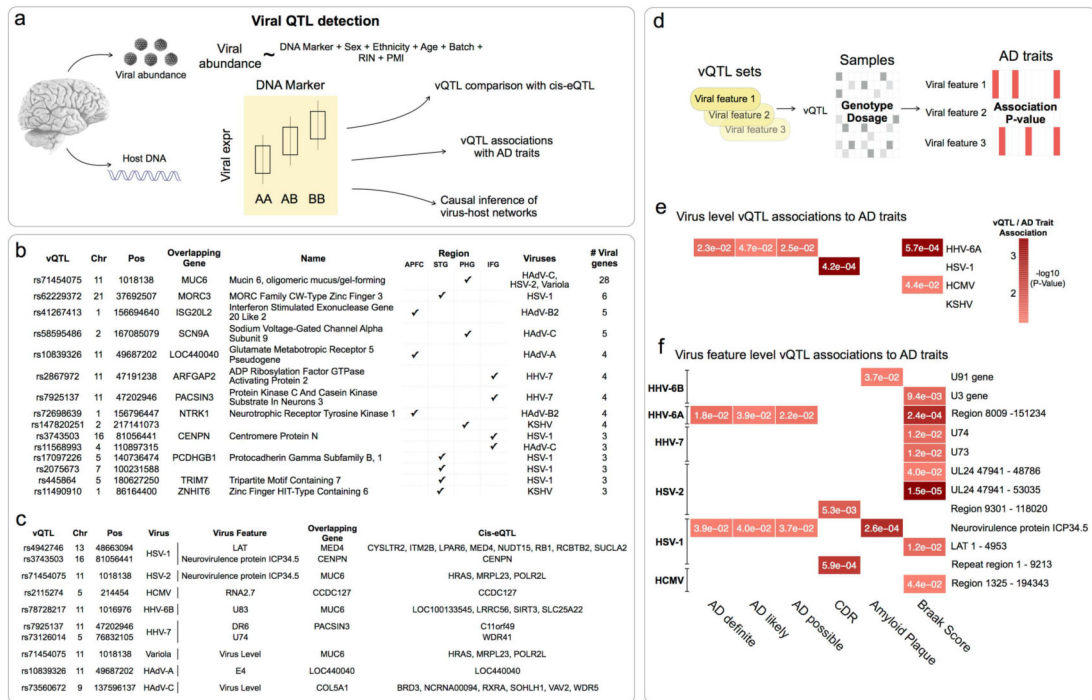 a
Viral QTL detection
Viral abundance
Viral abundance ~ DNA Marker + Sex + Ethnicity + Age + Batch + RIN + PMI
Host DNA
DNA Marker
Viral expr
AA AB BB
vQTL comparison with cis-eQTL
vQTL associations
with AD traits
Causal inference of
virus-host networks
b
vQTL Chr Pos Overlapping Gene Name Region Viruses # Viral genes
APFC STG PHG IFG
rs71454075 11 1018138 MUC6 Mucin 6, oligomeric mucus/gel-forming ✓ HAdV-C, HSV-2, Variola 28
rs62229372 21 37692507 MORC3 MORC Family CW-Type Zinc Finger 3 ✓ HSV-1 6
rs41267413 1 156694640 ISG20L2 Interferon Stimulated Exonuclease Gene 20 Like 2 ✓ HAdV-B2 5
rs58595486 2 167085079 SCN9A Sodium Voltage-Gated Channel Alpha Subunit 9 ✓ HAdV-C 5
rs10839326 11 49687202 LOC440040 Glutamate Metabotropic Receptor 5 Pseudogene ✓ HAdV-A 4
rs2867972 11 47191238 ARFGAP2 ADP Ribosylation Factor GTPase Activating Protein 2 ✓ HHV-7 4
rs7925137 11 47202946 PACSIN3 Protein Kinase C And Casein Kinase Substrate In Neurons 3 ✓ HHV-7 4
rs72698639 1 156796447 NTRK1 Neurotrophic Receptor Tyrosine Kinase 1 ✓ HAdV-B2 4
rs147820251 2 217141073 ✓ KSHV 4
rs3743503 16 81056441 CENPN Centromere Protein N ✓ HSV-1 3
rs11568993 4 110897315 ✓ HAdV-C 3
rs17097226 5 140736474 PCDHGB1 Protocadherin Gamma Subfamily B, 1 ✓ HSV-1 3
rs2075673 7 100231588 ✓ HSV-1 3
rs445864 5 180627250 TRIM7 Tripartite Motif Containing 7 ✓ HSV-1 3
rs11490910 1 86164400 ZNHIT6 Zinc Finger HIT-Type Containing 6 ✓ KSHV 3
c
vQTL Chr Pos Virus Virus Feature Overlapping Gene Cis-eQTL
rs4942746 13 48663094 HSV-1 LAT MED4 CYSLTR2, ITM2B, LPAR6, MED4, NUDT15, RB1, RCBTB2, SUCLA2
rs3743503 16 81056441 Neurovirulence protein ICP34.5 CENPN CENPN
rs71454075 11 1018138 HSV-2 Neurovirulence protein ICP34.5 MUC6 HRAS, MRPL23, POLR2L
rs2115274 5 214454 HCMV RNA2.7 CCDC127 CCDC127
rs78728217 11 1016976 HHV-6B U83 MUC6 LOC100133545, LRRC56, SIRT3, SLC25A22
rs7925137 11 47202946 HHV-7 DR6 PACSIN3 C11orf49
rs73126014 5 76832105 U74 WDR41
rs71454075 11 1018138 Variola Virus Level MUC6 HRAS, MRPL23, POLR2L
rs10839326 11 49687202 HAdV-A E4 LOC440040 LOC440040
rs73560672 9 137596137 HAdV-C Virus Level COL5A1 BRD3, NCRNA00094, RXRA, SOHLH1, VAV2, WDR5
d
vQTL sets
Viral feature 1
Viral feature 2
Viral feature 3
vQTL
Samples
Genotype
Dosage
AD traits
Viral feature 1
Viral feature 2
Viral feature 3
Association
P-value
e
Virus level vQTL associations to AD traits
2.3e-02 4.7e-02 2.5e-02 5.7e-04 HHV-6A
4.2e-04 HSV-1
4.4e-02 HCMV
KSHV
vQTL / AD Trait
Association
3
2
-log10
(P-Value)
f
Virus feature level vQTL associations to AD traits
HHV-6B 3.7e-02 U91 gene
9.4e-03 U3 gene
HHV-6A 1.8e-02 3.9e-02 2.2e-02 2.4e-04 Region 8009 -151234
HHV-7 1.2e-02 U74
1.2e-02 U73
HSV-2 4.0e-02 UL24 47941 - 48786
1.5e-05 UL24 47941 - 53035
5.3e-03 Region 9301 - 118020
HSV-1 3.9e-02 4.0e-02 3.7e-02 2.6e-04 Neurovirulence protein ICP34.5
1.2e-02 LAT 1 - 4953
5.9e-04 Repeat region 1 - 9213
HCMV 4.4e-02 Region 1325 - 194343
AD definite
AD likely
AD possible
CDR
Amyloid Plaque
Braak Score